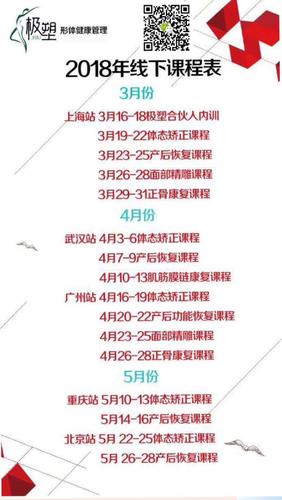 极塑 形体健康管理
2018年线下课程表
3月份
上海站 3月16-18极塑合伙人内训
3月19-22体态矫正课程
3月23-25产后恢复课程
3月26-28面部精雕课程
3月29-31正骨康复课程
4月份
武汉站 4月3-6体态矫正课程
4月7-9产后恢复课程
4月10-13肌筋膜链康复课程
广州站 4月16-19体态矫正课程
4月20-22产后功能恢复课程
4月23-25面部精雕课程
4月26-28正骨康复课程
5月份
重庆站 5月10-13体态矫正课程
5月14-16产后恢复课程
北京站 5月 22-25体态矫正课程
5月 26-28产后恢复课程